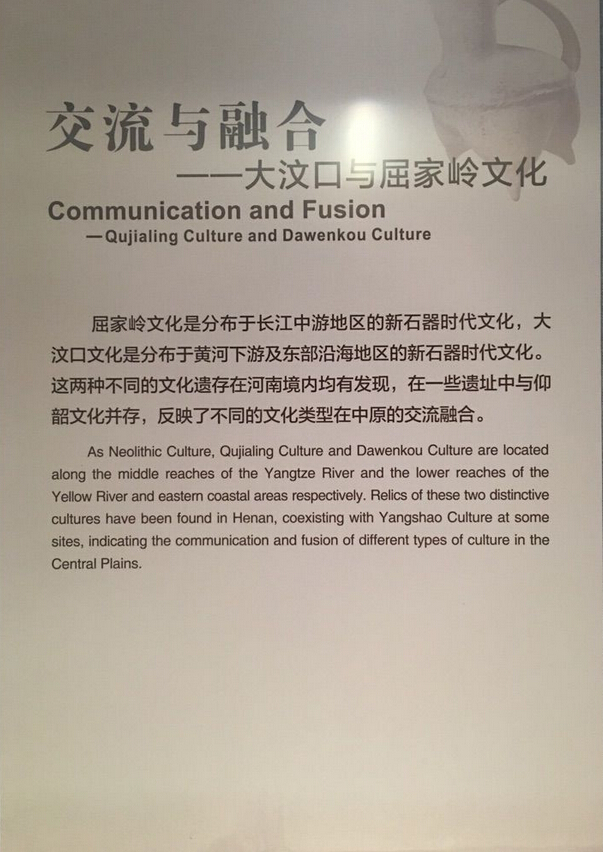 交流与融合
——大汶口与屈家岭文化
Communication and Fusion
—Qujialing Culture and Dawenkou Culture
屈家岭文化是分布于长江中游地区的新石器时代文化，大
汶口文化是分布于黄河下游及东部沿海地区的新石器时代文化。
这两种不同的文化遗存在河南境内均有发现，在一些遗址中与仰
韶文化并存，反映了不同的文化类型在中原的交流融合。
As Neolithic Culture, Qujialing Culture and Dawenkou Culture are located
along the middle reaches of the Yangtze River and the lower reaches of the
Yellow River and eastern coastal areas respectively. Relics of these two distinctive
cultures have been found in Henan, coexisting with Yangshao Culture at some
sites, indicating the communication and fusion of different types of culture in the
Central Plains.